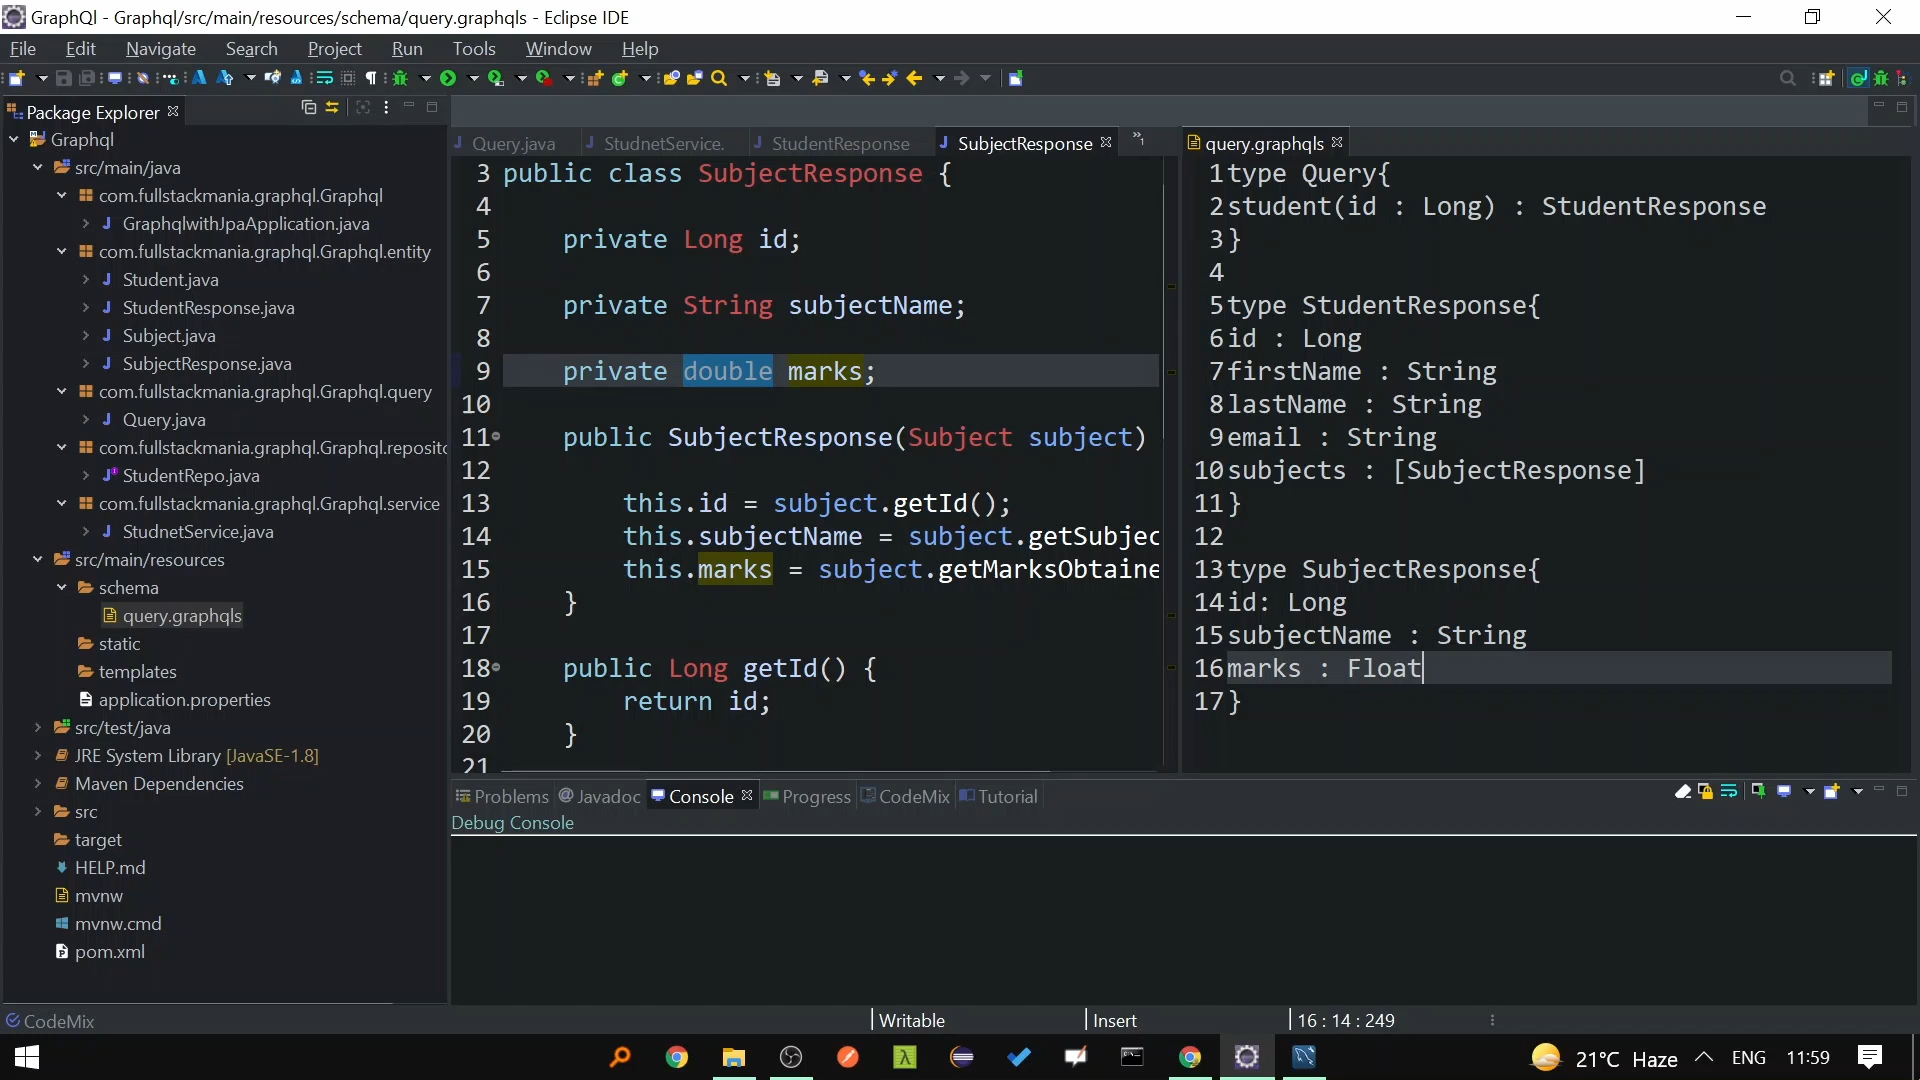 GraphQl - Graphql/src/main/resources/schema/query.graphqls - Eclipse IDE
File Edit Navigate Search Project Run Tools Window Help
Package Explorer
Graphql
src/main/java
com.fullstackmania.graphql.Graphql
GraphqlwithJpaApplication.java
com.fullstackmania.graphql.Graphql.entity
Student.java
StudentResponse.java
Subject.java
SubjectResponse.java
com.fullstackmania.graphql.Graphql.query
Query.java
com.fullstackmania.graphql.Graphql.reposito
StudentRepo.java
com.fullstackmania.graphql.Graphql.service
StudnetService.java
src/main/resources
schema
query.graphqls
static
templates
application.properties
src/test/java
JRE System Library [JavaSE-1.8]
Maven Dependencies
src
target
HELP.md
mvnw
mvnw.cmd
pom.xml
Query.java StudnetService. StudentResponse SubjectResponse "1
3 public class SubjectResponse {
4
5 private Long id;
6
7 private String subjectName;
8
9 private double marks;
10
11 public SubjectResponse(Subject subject)
12
13 this.id = subject.getId();
14 this.subjectName = subject.getSubjec
15 this.marks = subject.getMarksObtaine
16 }
17
18 public Long getId() {
19 return id;
20 }
21
query.graphqls
1 type Query{
2 student(id : Long) : StudentResponse
3 }
4
5 type StudentResponse{
6 id : Long
7 firstName : String
8 lastName : String
9 email : String
10 subjects : [SubjectResponse]
11 }
12
13 type SubjectResponse{
14 id: Long
15 subjectName : String
16 marks : Float
17 }
Problems @ Javadoc Console Progress CodeMix Tutorial
Debug Console
CodeMix Writable Insert 16 : 14 : 249
21°C Haze ENG 11:59